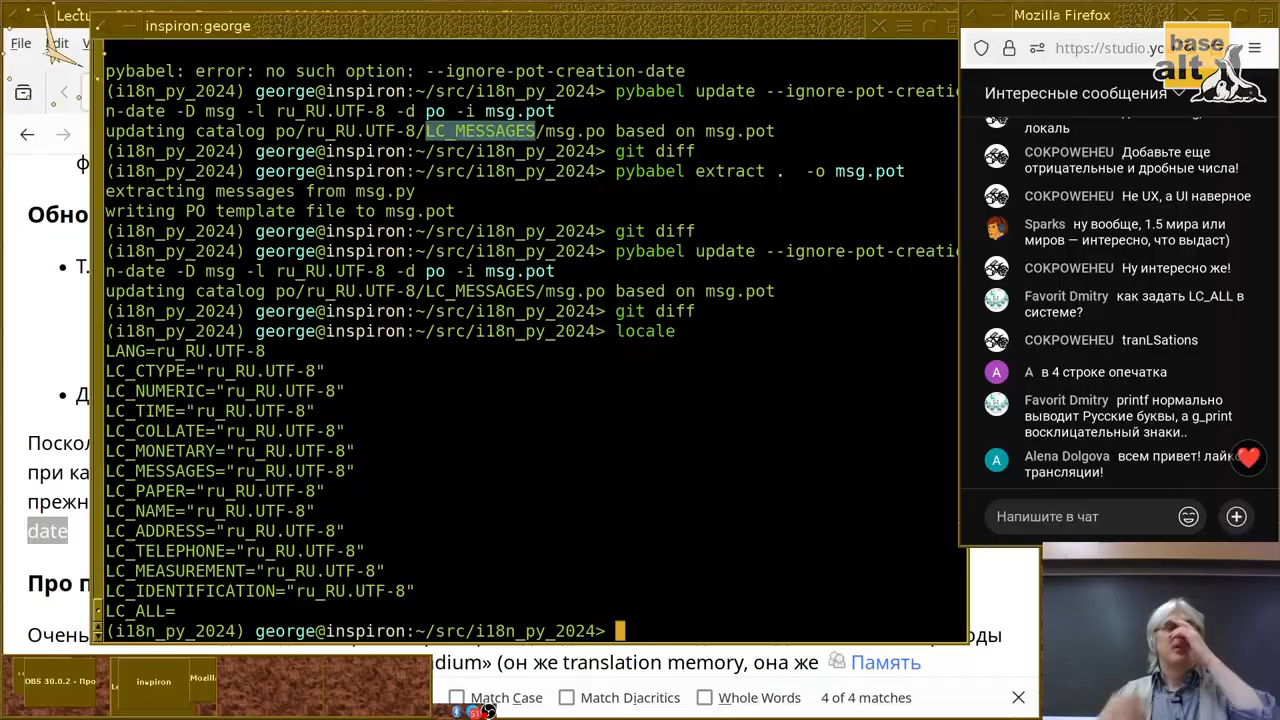 Lectu
inspiron:george
Mozilla Firefox
File
dit
https://studio.yo
base
alt
pybabel: error: no such option: --ignore-pot-creation-date
(i18n_py_2024) george@inspiron:~/src/i18n_py_2024> pybabel update --ignore-pot-creatio
n-date -D msg -l ru_RU.UTF-8 -d po -i msg.pot
updating catalog po/ru_RU.UTF-8/LC_MESSAGES/msg.po based on msg.pot
(i18n_py_2024) george@inspiron:~/src/i18n_py_2024> git diff
(i18n_py_2024) george@inspiron:~/src/i18n_py_2024> pybabel extract .  -o msg.pot
extracting messages from msg.py
writing PO template file to msg.pot
(i18n_py_2024) george@inspiron:~/src/i18n_py_2024> git diff
(i18n_py_2024) george@inspiron:~/src/i18n_py_2024> pybabel update --ignore-pot-creatio
n-date -D msg -l ru_RU.UTF-8 -d po -i msg.pot
updating catalog po/ru_RU.UTF-8/LC_MESSAGES/msg.po based on msg.pot
(i18n_py_2024) george@inspiron:~/src/i18n_py_2024> git diff
(i18n_py_2024) george@inspiron:~/src/i18n_py_2024> locale
LANG=ru_RU.UTF-8
LC_CTYPE="ru_RU.UTF-8"
LC_NUMERIC="ru_RU.UTF-8"
LC_TIME="ru_RU.UTF-8"
LC_COLLATE="ru_RU.UTF-8"
LC_MONETARY="ru_RU.UTF-8"
LC_MESSAGES="ru_RU.UTF-8"
LC_PAPER="ru_RU.UTF-8"
LC_NAME="ru_RU.UTF-8"
LC_ADDRESS="ru_RU.UTF-8"
LC_TELEPHONE="ru_RU.UTF-8"
LC_MEASUREMENT="ru_RU.UTF-8"
LC_IDENTIFICATION="ru_RU.UTF-8"
LC_ALL=
(i18n_py_2024) george@inspiron:~/src/i18n_py_2024>
ф
Обно
Т.
Д
Поскол
при ка
прежн
date
Про п
Очень
оды
dium» (он же translation memory, она же Память
Match Case
Match Diacritics
Whole Words
4 of 4 matches
OBS 30.0.2 - Про
inspiron
Mozill
Интересные сообщения
локаль
COKPOWEHEU Добавьте еще
отрицательные и дробные числа!
COKPOWEHEU Не UX, а UI наверное
Sparks ну вообще, 1.5 мира или
миров — интересно, что выдаст)
COKPOWEHEU Ну интересно же!
Favorit Dmitry как задать LC_ALL в
системе?
COKPOWEHEU tranLSations
A
A в 4 строке опечатка
Favorit Dmitry printf нормально
выводит Русские буквы, а g_print
восклицательный знаки..
A
Alena Dolgova всем привет! лайк
трансляции!
Напишите в чат